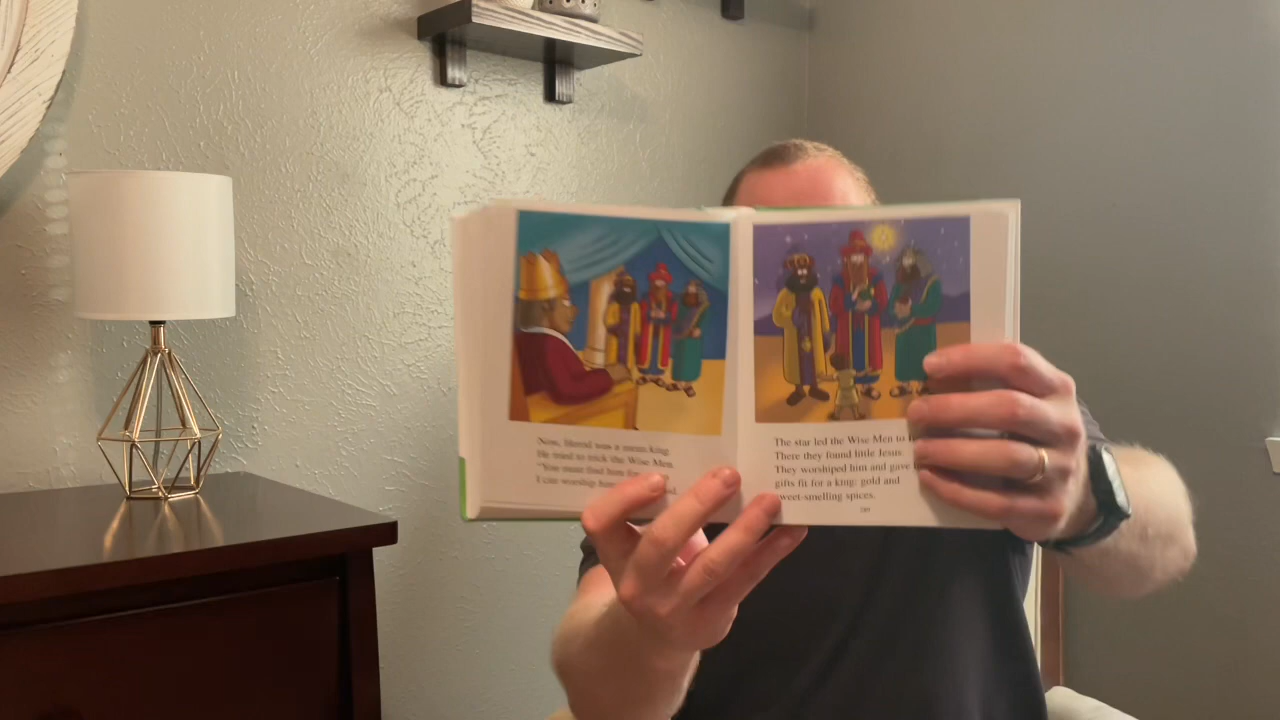 Now, Herod was a mean king.
He tried to trick the Wise Men.
"You must find him
I can worship him
The star led the Wise Men to
There they found little Jesus.
They worshiped him and gave
gifts fit for a king: gold and
sweet-smelling spices.
289